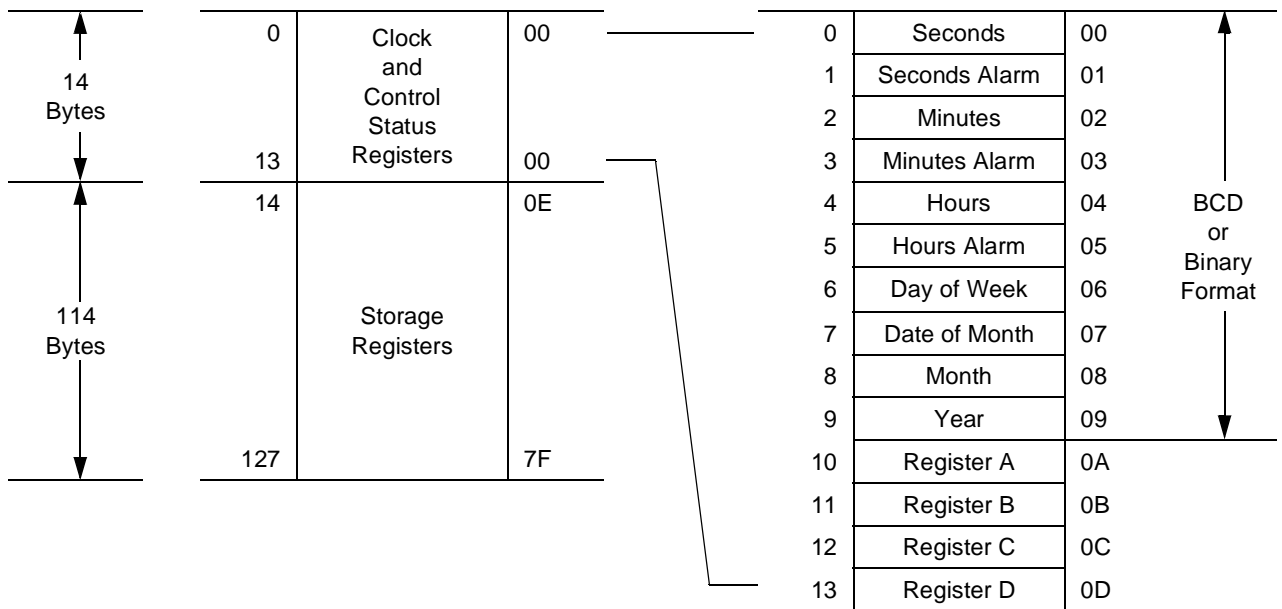 14
Bytes
114
Bytes
0 Clock 00
and
Control
Status
13 Registers 00
14 0E
Storage
Registers
127 7F
0 Seconds 00
1 Seconds Alarm 01
2 Minutes 02
3 Minutes Alarm 03
4 Hours 04
5 Hours Alarm 05
6 Day of Week 06
7 Date of Month 07
8 Month 08
9 Year 09
10 Register A 0A
11 Register B 0B
12 Register C 0C
13 Register D 0D
BCD
or
Binary
Format